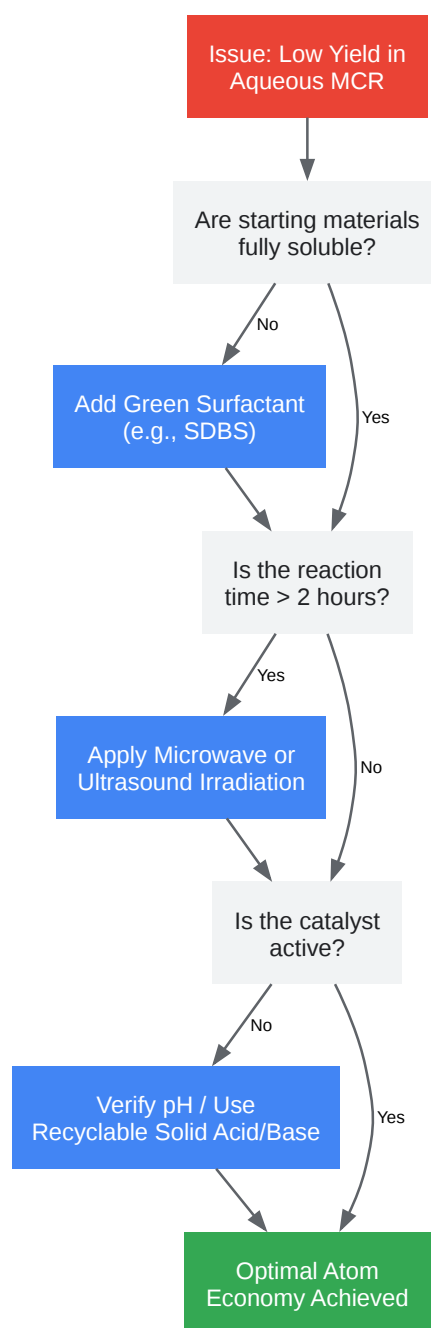 Issue: Low Yield in
Aqueous MCR
Are starting materials
fully soluble?
No
Add Green Surfactant
(e.g., SDBS)
Yes
Is the reaction
time > 2 hours?
Yes
Apply Microwave or
Ultrasound Irradiation
No
Is the catalyst
active?
No
Verify pH / Use
Recyclable Solid Acid/Base
Yes
Optimal Atom
Economy Achieved